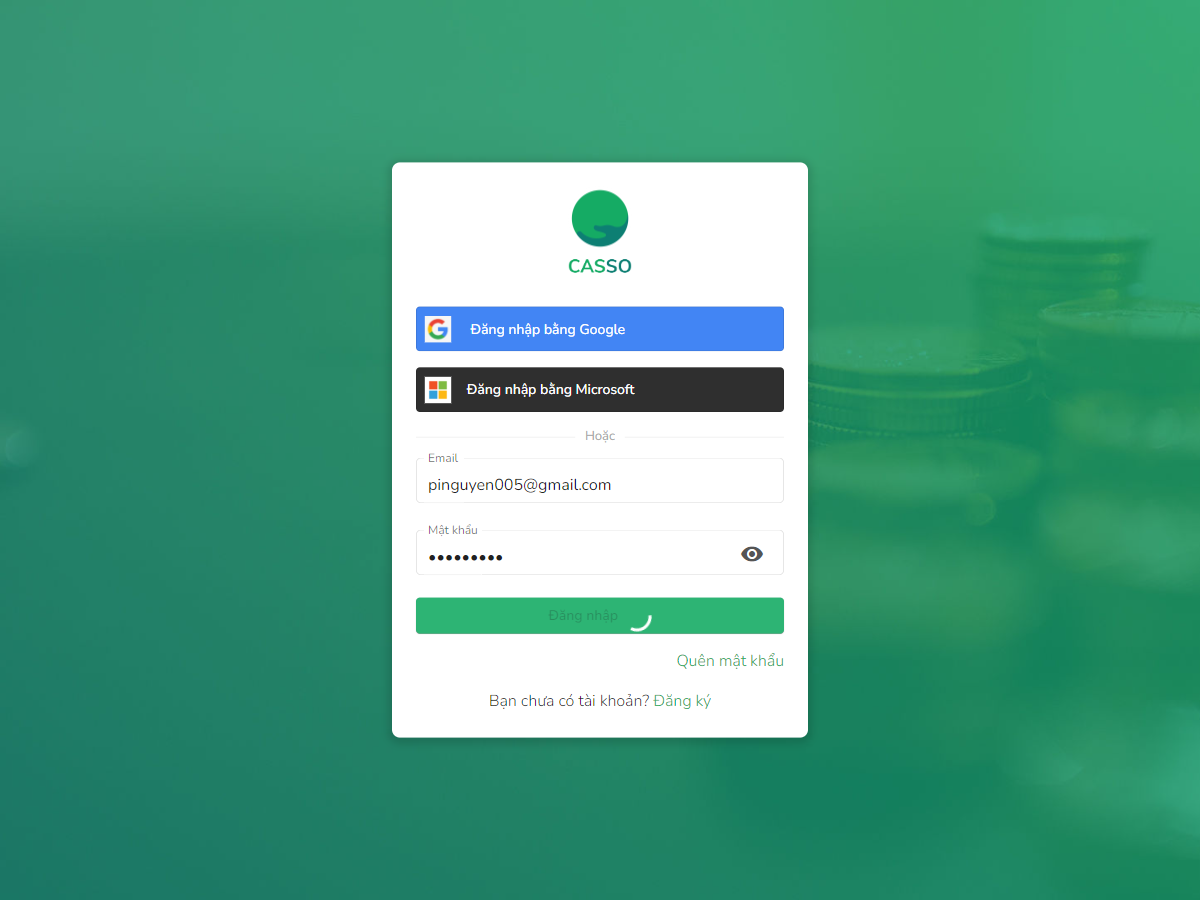 CASSO
Đăng nhập bằng Google
Đăng nhập bằng Microsoft
Hoặc
Email
pinguyen005@gmail.com
Mật khẩu
•••••••••
Đăng nhập
Quên mật khẩu
Bạn chưa có tài khoản? Đăng ký